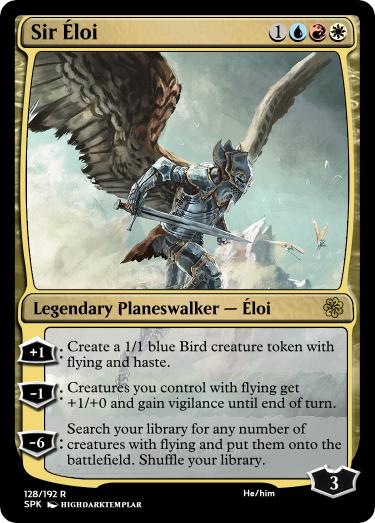 Sir Éloi 1
Legendary Planeswalker — Éloi
+1 : Create a 1/1 blue Bird creature token with
flying and haste.
-1 : Creatures you control with flying get
+1/+0 and gain vigilance until end of turn.
-6 : Search your library for any number of
creatures with flying and put them onto the
battlefield. Shuffle your library.
3
128/192 R He/him
SPK HIGHDARKTEMPLAR